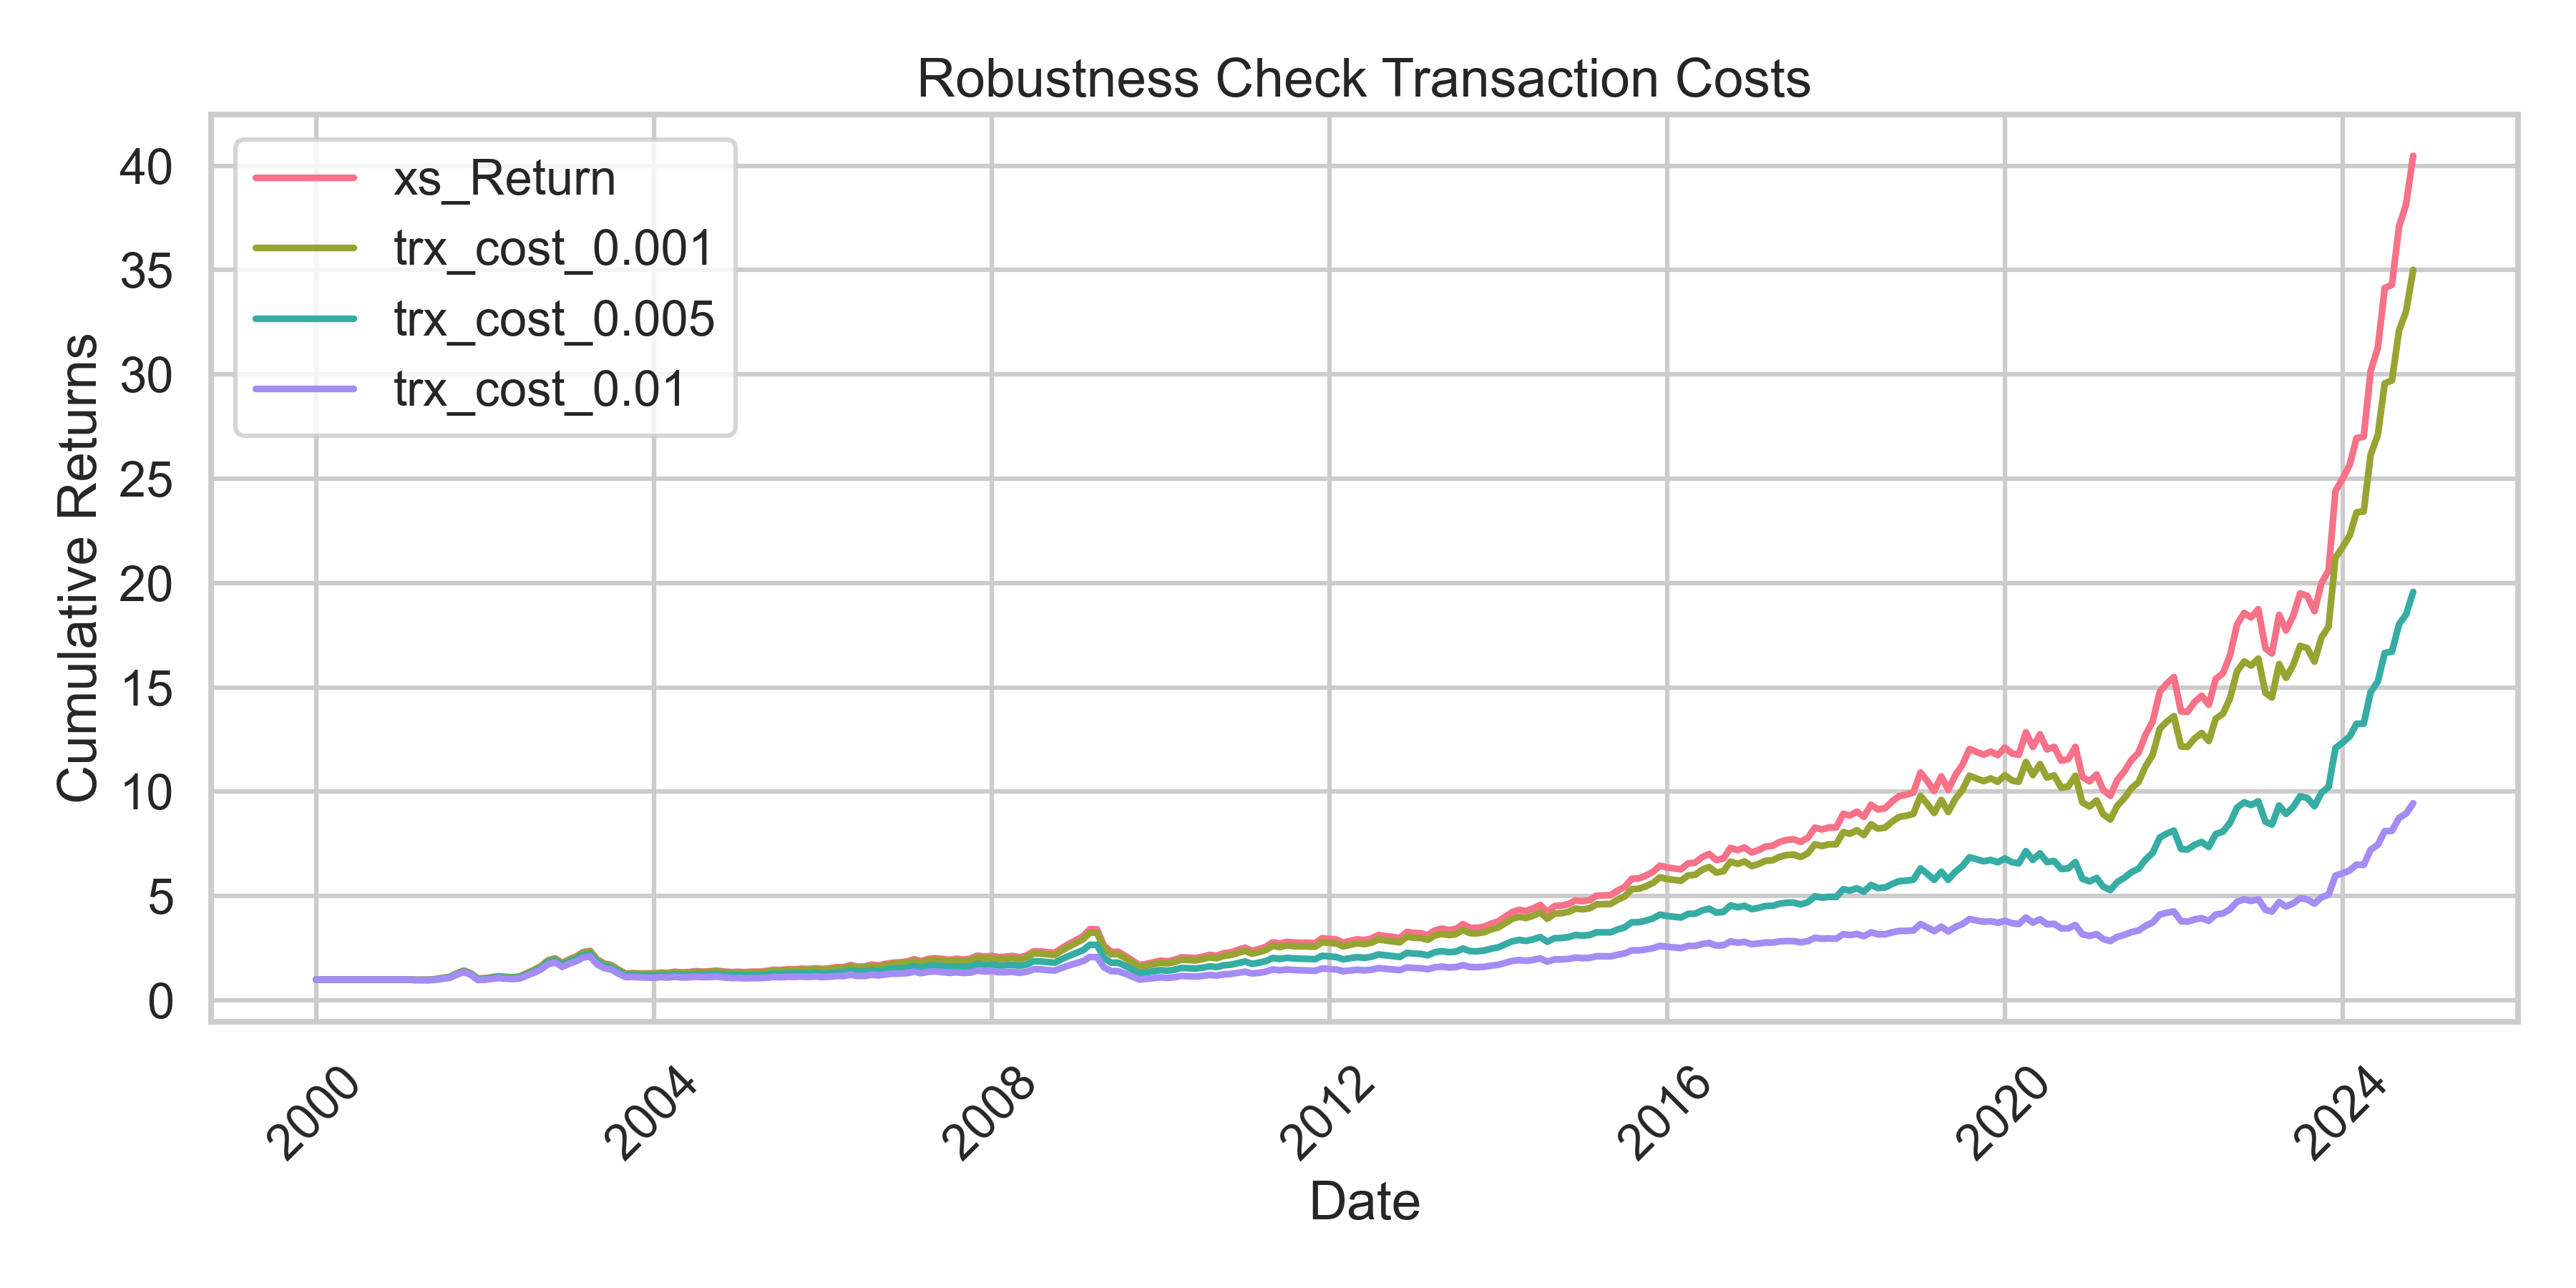 Robustness Check Transaction Costs
xs_Return
trx_cost_0.001
trx_cost_0.005
trx_cost_0.01
Cumulative Returns
40
35
30
25
20
15
10
5
0
2000
2004
2008
2012
2016
2020
2024
Date